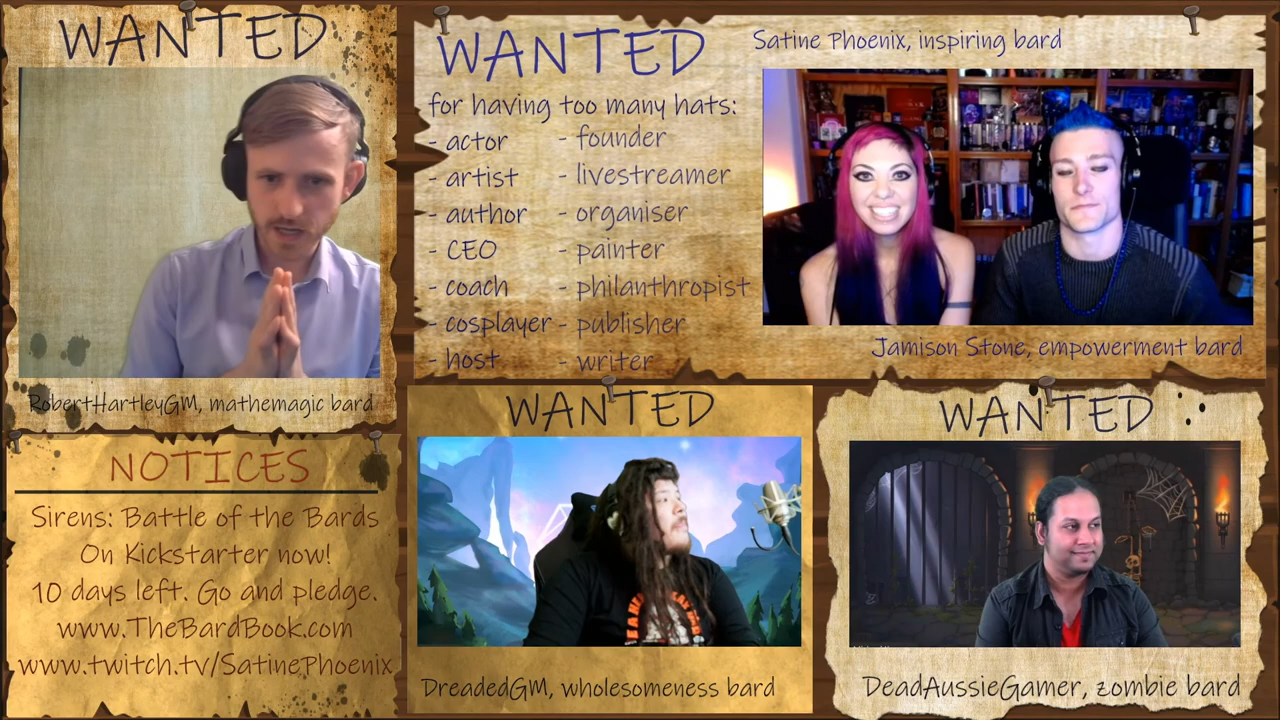 WANTED
RobertHartleyGM, mathemagic bard
NOTICES
Sirens: Battle of the Bards
On Kickstarter now!
10 days left. Go and pledge.
www.TheBardBook.com
www.twitch.tv/SatinePhoenix
WANTED
for having too many hats:
- actor
- artist
- author
- CEO
- coach
- cosplayer
- host
- founder
- livestreamer
- organiser
- painter
- philanthropist
- publisher
- writer
Satine Phoenix, inspiring bard
Jamison Stone, empowerment bard
WANTED
DreadedGM, wholesomeness bard
WANTED
DeadAussieGamer, zombie bard